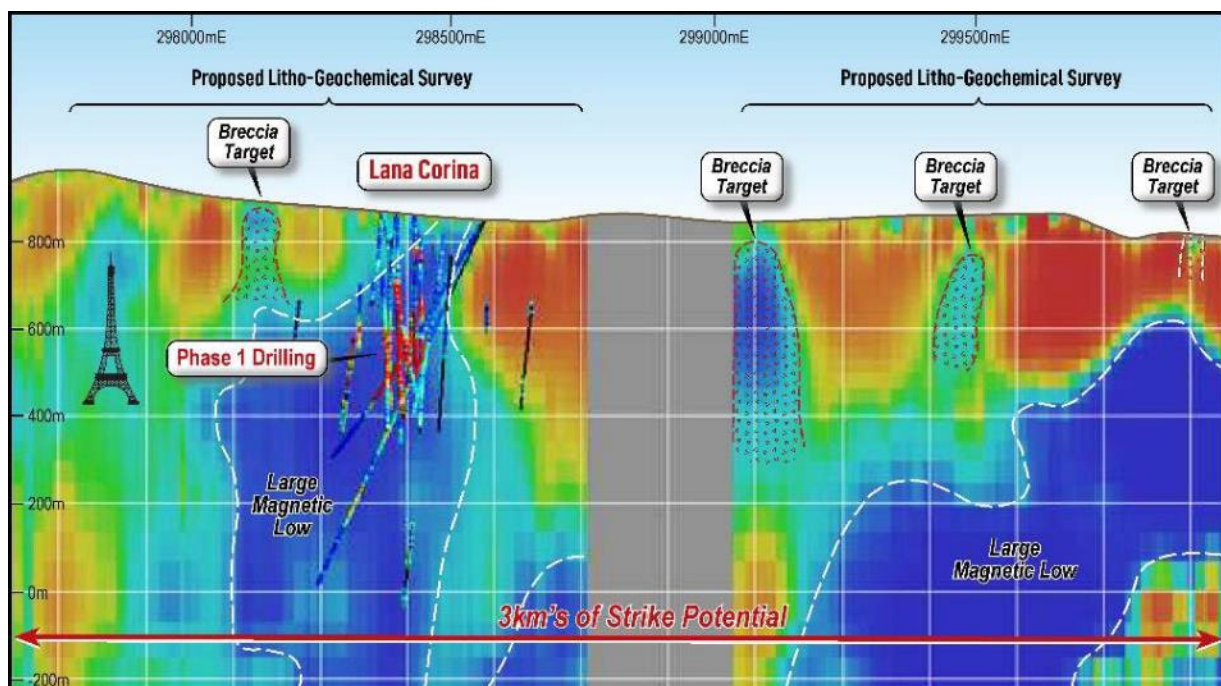 298000mE
298500mE
299000mE
299500mE
Proposed Litho-Geochemical Survey
Proposed Litho-Geochemical Survey
Breccia
Target
Lana Corina
Breccia
Target
Breccia
Target
Breccia
Target
800m
600m
Phase 1 Drilling
400m
Large
Magnetic
Low
200m
Large
Magnetic Low
0m
3km's of Strike Potential
-200m